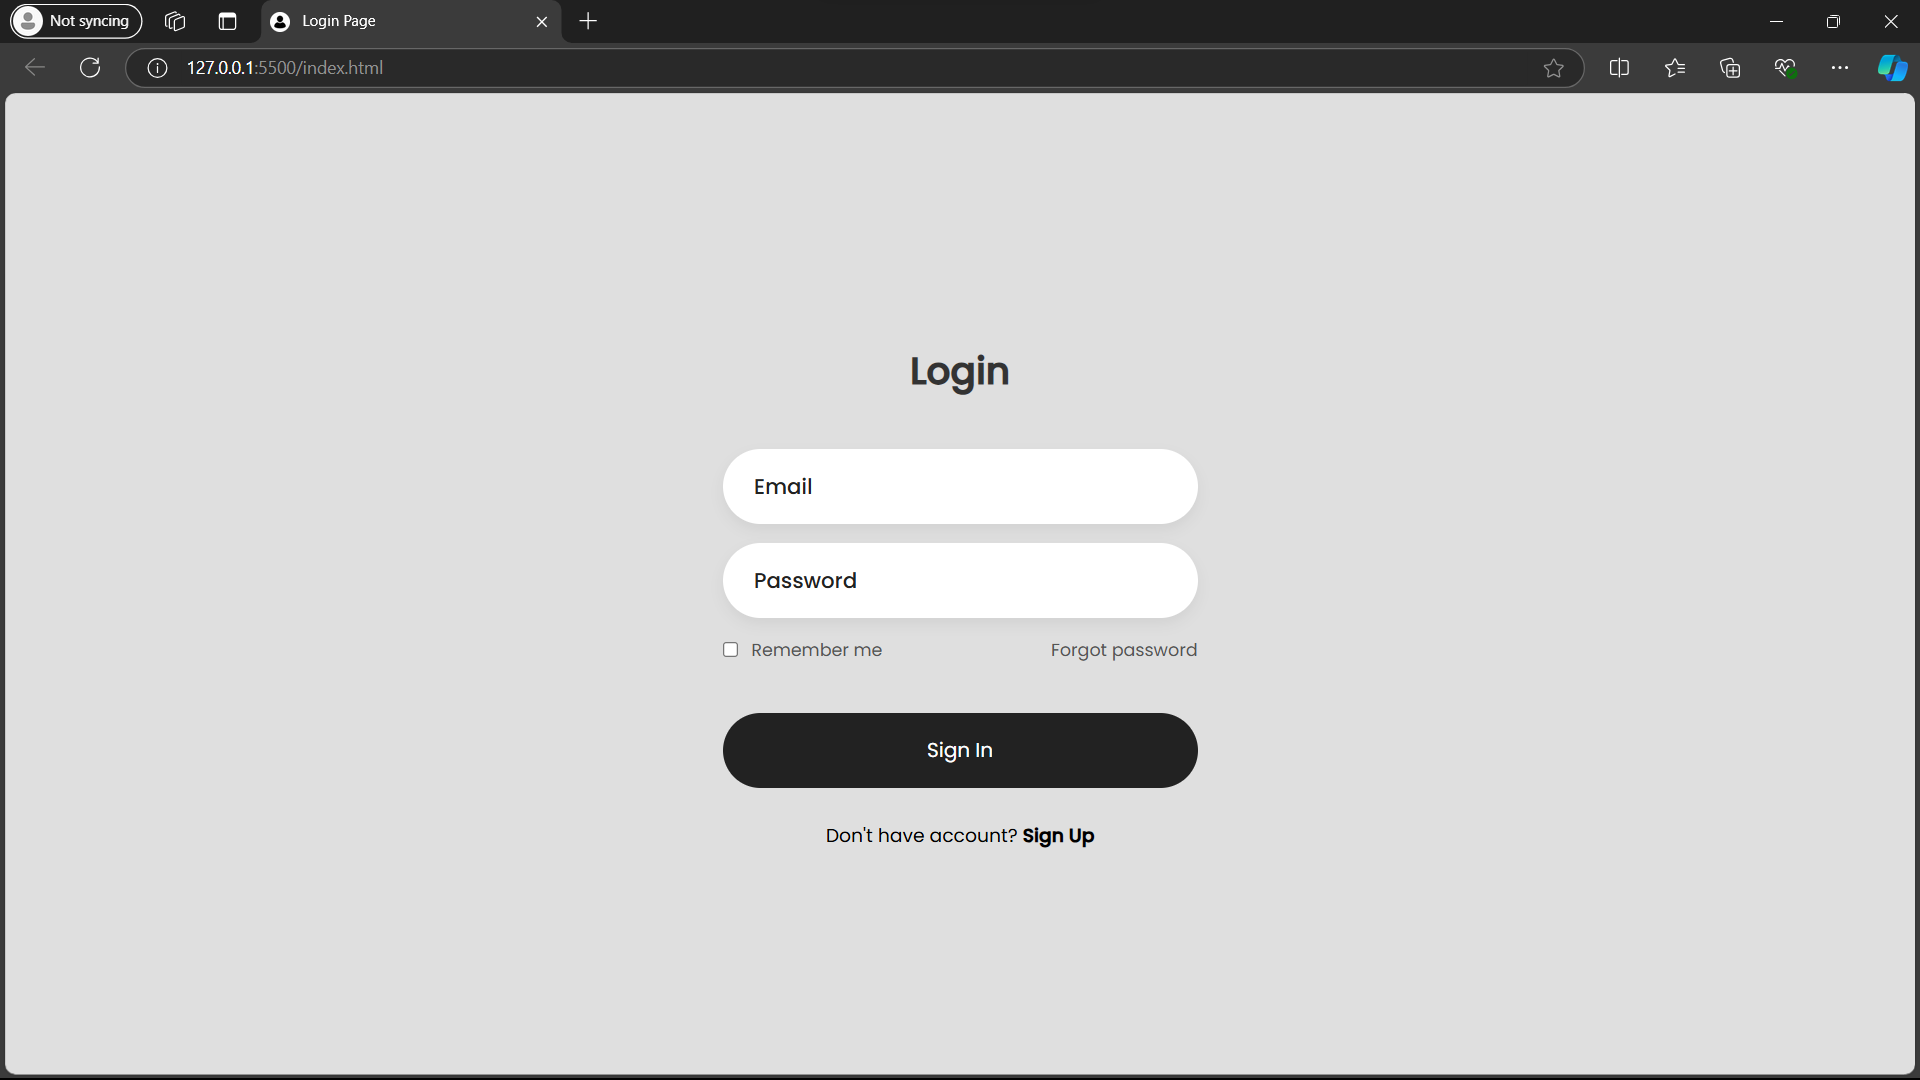 Not syncing
Login Page
127.0.0.1:5500/index.html
Login
Email
Password
Remember me
Forgot password
Sign In
Don't have account? Sign Up